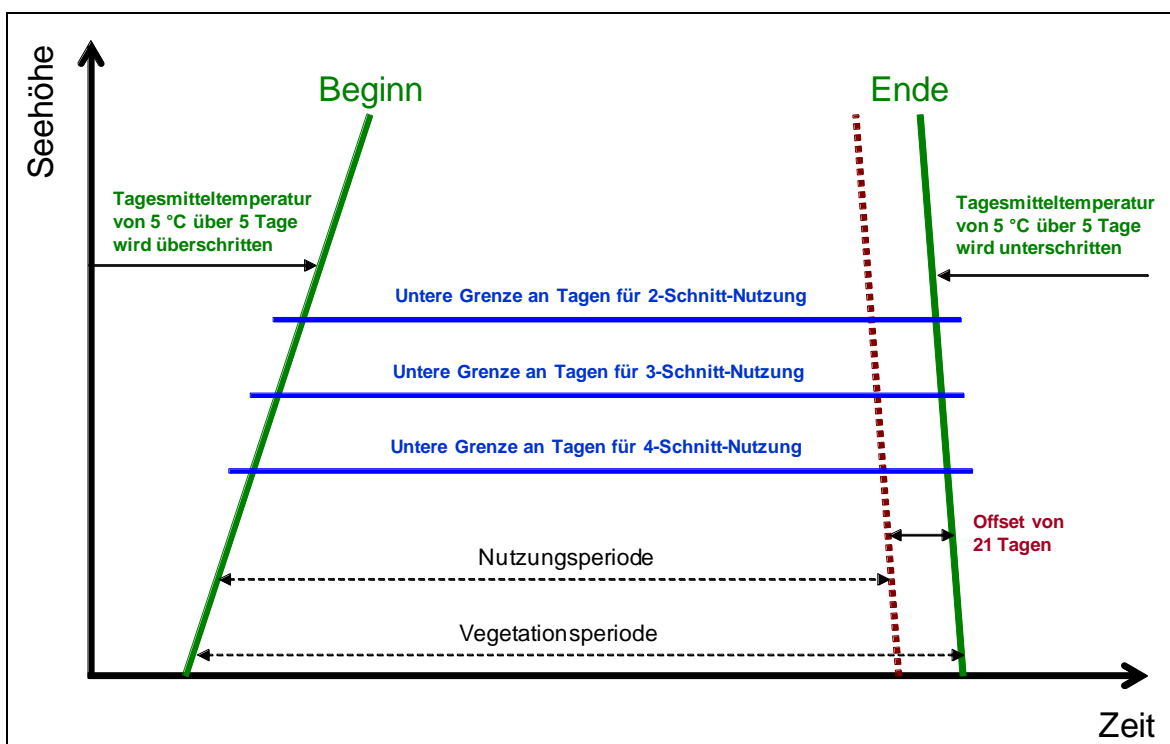 Seehöhe
Beginn
Ende
Tagesmitteltemperatur
von 5 °C über 5 Tage
wird überschritten
Tagesmitteltemperatur
von 5 °C über 5 Tage
wird unterschritten
Untere Grenze an Tagen für 2-Schnitt-Nutzung
Untere Grenze an Tagen für 3-Schnitt-Nutzung
Untere Grenze an Tagen für 4-Schnitt-Nutzung
Offset von
21 Tagen
Nutzungsperiode
Vegetationsperiode
Zeit